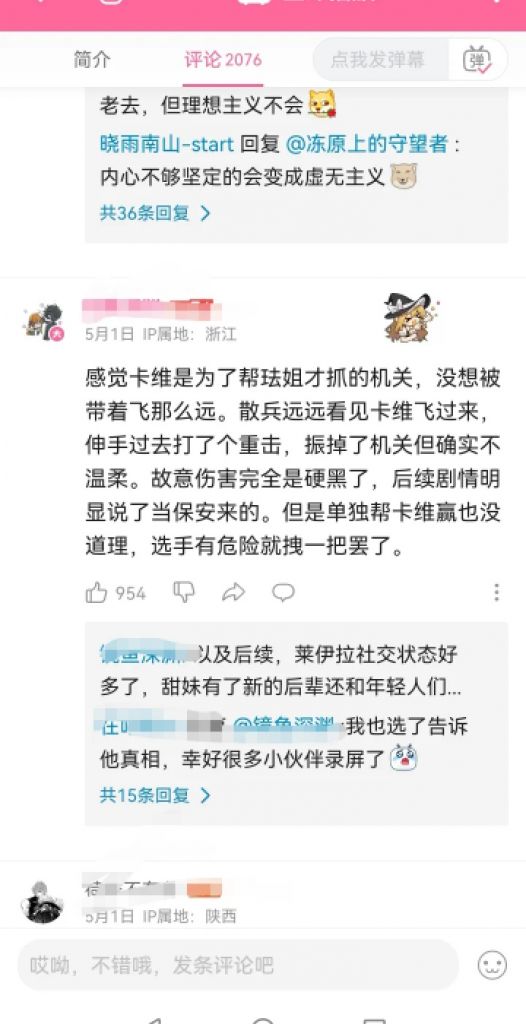 简介
评论 2076
点我发弹幕
弹
老去，但理想主义不会
晓雨南山-start 回复 @冻原上的守望者 :
内心不够坚定的会变成虚无主义
共36条回复
5月1日 IP属地：浙江
感觉卡维是为了帮珐姐才抓的机关，没想被
带着飞那么远。散兵远远看见卡维飞过来，
伸手过去打了个重击，振掉了机关但确实不
温柔。故意伤害完全是硬黑了，后续剧情明
显说了当保安来的。但是单独帮卡维赢也没
道理，选手有危险就拽一把罢了。
954
以及后续，莱伊拉社交状态好
多了，甜妹有了新的后辈还和年轻人们...
@镜鱼深渊 我也选了告诉
他真相，幸好很多小伙伴录屏了
共15条回复
5月1日 IP属地：陕西
哎呦，不错哦，发条评论吧